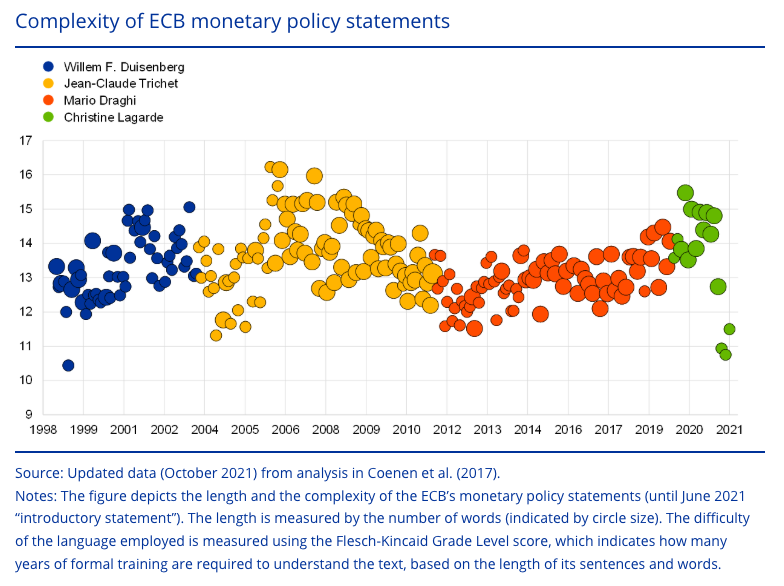 Complexity of ECB monetary policy statements
Willem F. Duisenberg
Jean-Claude Trichet
Mario Draghi
Christine Lagarde
17
16
15
14
13
12
11
10
9
1998 1999 2001 2002 2004 2005 2006 2008 2009 2010 2012 2013 2014 2016 2017 2019 2020 2021
Source: Updated data (October 2021) from analysis in Coenen et al. (2017).
Notes: The figure depicts the length and the complexity of the ECB's monetary policy statements (until June 2021
“introductory statement”). The length is measured by the number of words (indicated by circle size). The difficulty
of the language employed is measured using the Flesch-Kincaid Grade Level score, which indicates how many
years of formal training are required to understand the text, based on the length of its sentences and words.